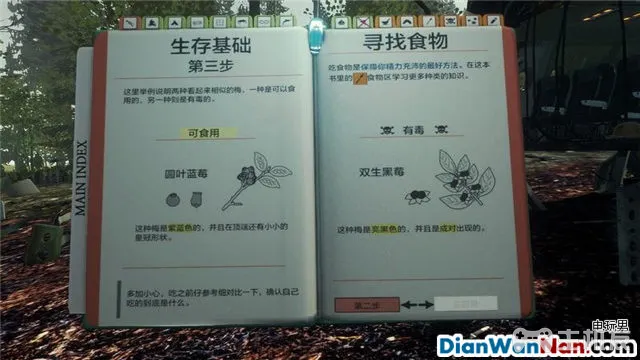 生存基础
第三步
这里举例说明两种看起来相似的梅，一种是可以食
用的，另一种则是有毒的。
可食用
圆叶蓝莓
这种梅是紫蓝色的，并且在顶端还有小小的
皇冠形状。
多加小心，吃之前仔参考细对比一下，确认自己
吃的到底是什么。
MAIN INDEX
寻找食物
吃食物是保障你精力充沛的最好方法。在这本
书里的食物区学习更多种类的知识。
有毒
双生黑莓
这种梅是亮黑色的，并且是成对出现的。
第二步
电玩男
DianWanNan.com